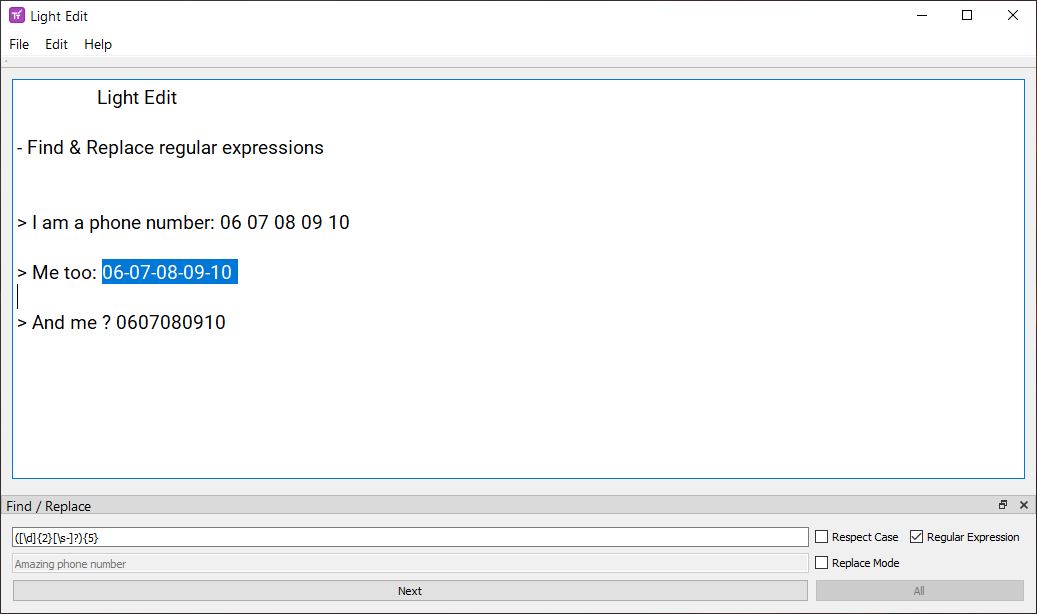 Light Edit
File Edit Help
Light Edit
- Find & Replace regular expressions
> I am a phone number: 06 07 08 09 10
> Me too: 06-07-08-09-10
> And me ? 0607080910
Find / Replace
([\d]{2}[\s-]?){5} Respect Case Regular Expression
Amazing phone number Replace Mode
Next All